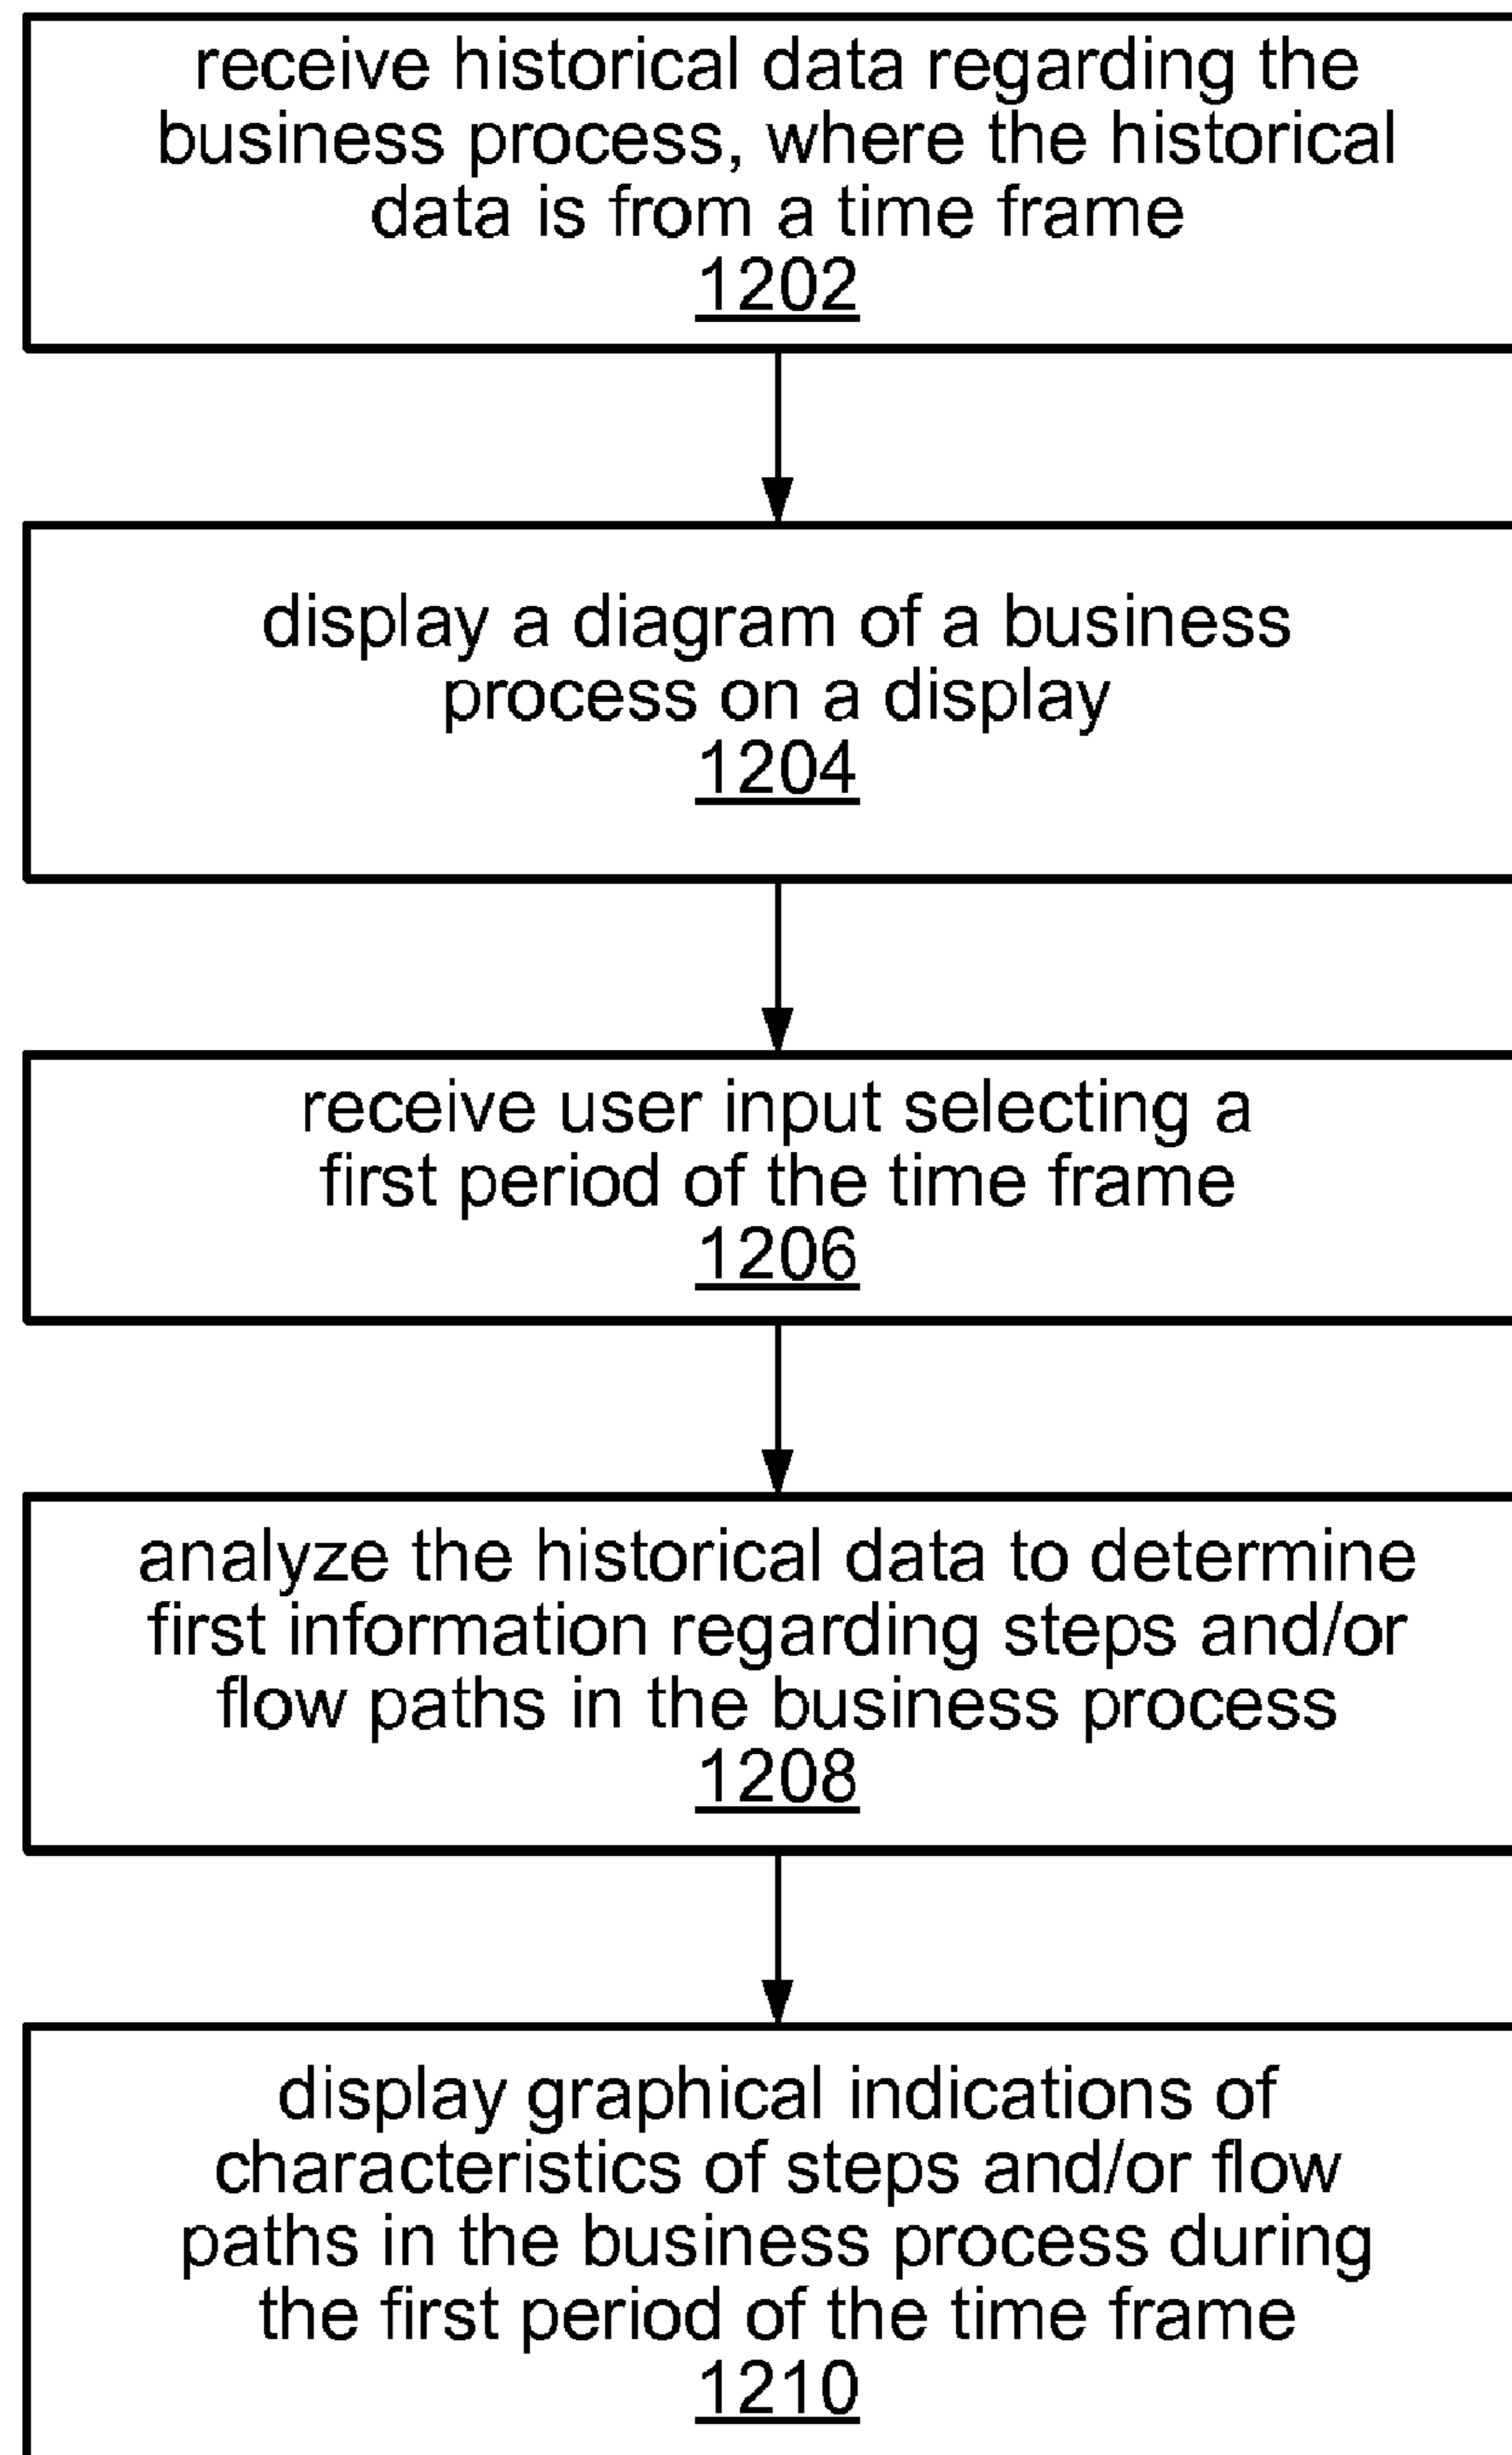 receive historical data regarding the
business process, where the historical
data is from a time frame
1202
display a diagram of a business
process on a display
1204
receive user input selecting a
first period of the time frame
1206
analyze the historical data to determine
first information regarding steps and/or
flow paths in the business process
1208
display graphical indications of
characteristics of steps and/or flow
paths in the business process during
the first period of the time frame
1210